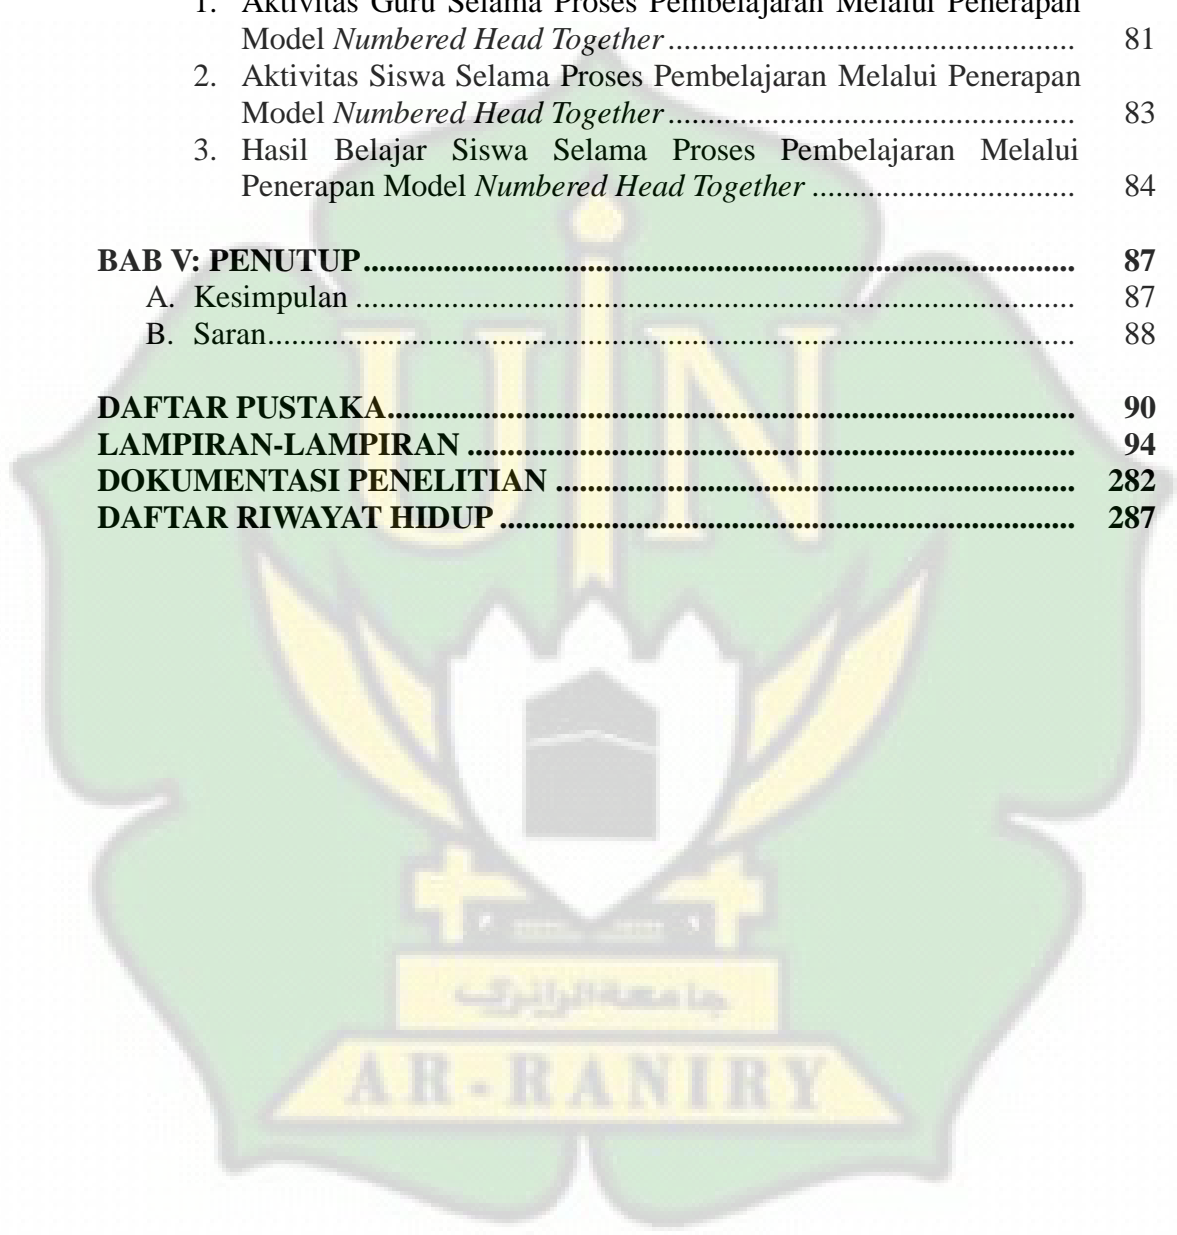 1. Aktivitas Guru Selama Proses Pembelajaran Melalui Penerapan
Model Numbered Head Together ............................................... 81
2. Aktivitas Siswa Selama Proses Pembelajaran Melalui Penerapan
Model Numbered Head Together ............................................... 83
3. Hasil Belajar Siswa Selama Proses Pembelajaran Melalui
Penerapan Model Numbered Head Together .............................. 84
BAB V: PENUTUP ................................................................................ 87
A. Kesimpulan ................................................................................ 87
B. Saran .......................................................................................... 88
DAFTAR PUSTAKA ............................................................................. 90
LAMPIRAN-LAMPIRAN .................................................................... 94
DOKUMENTASI PENELITIAN .......................................................... 282
DAFTAR RIWAYAT HIDUP ................................................................ 287
UIN
جامعة الرانري
AR-RANIRY